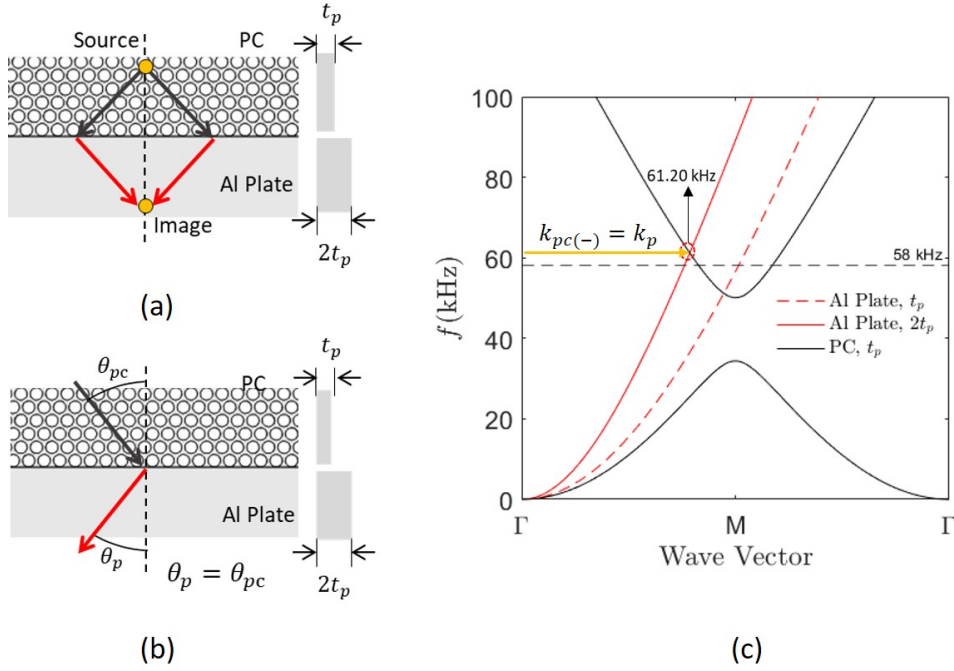 Source
PC
t_p
Al Plate
Image
2t_p
(a)
θ_pc
PC
t_p
Al Plate
θ_p
θ_p = θ_pc
2t_p
(b)
f (kHz)
100
80
60
40
20
0
61.20 kHz
k_pc(−) = k_p
58 kHz
Al Plate, t_p
Al Plate, 2t_p
PC, t_p
Γ
M
Γ
Wave Vector
(c)